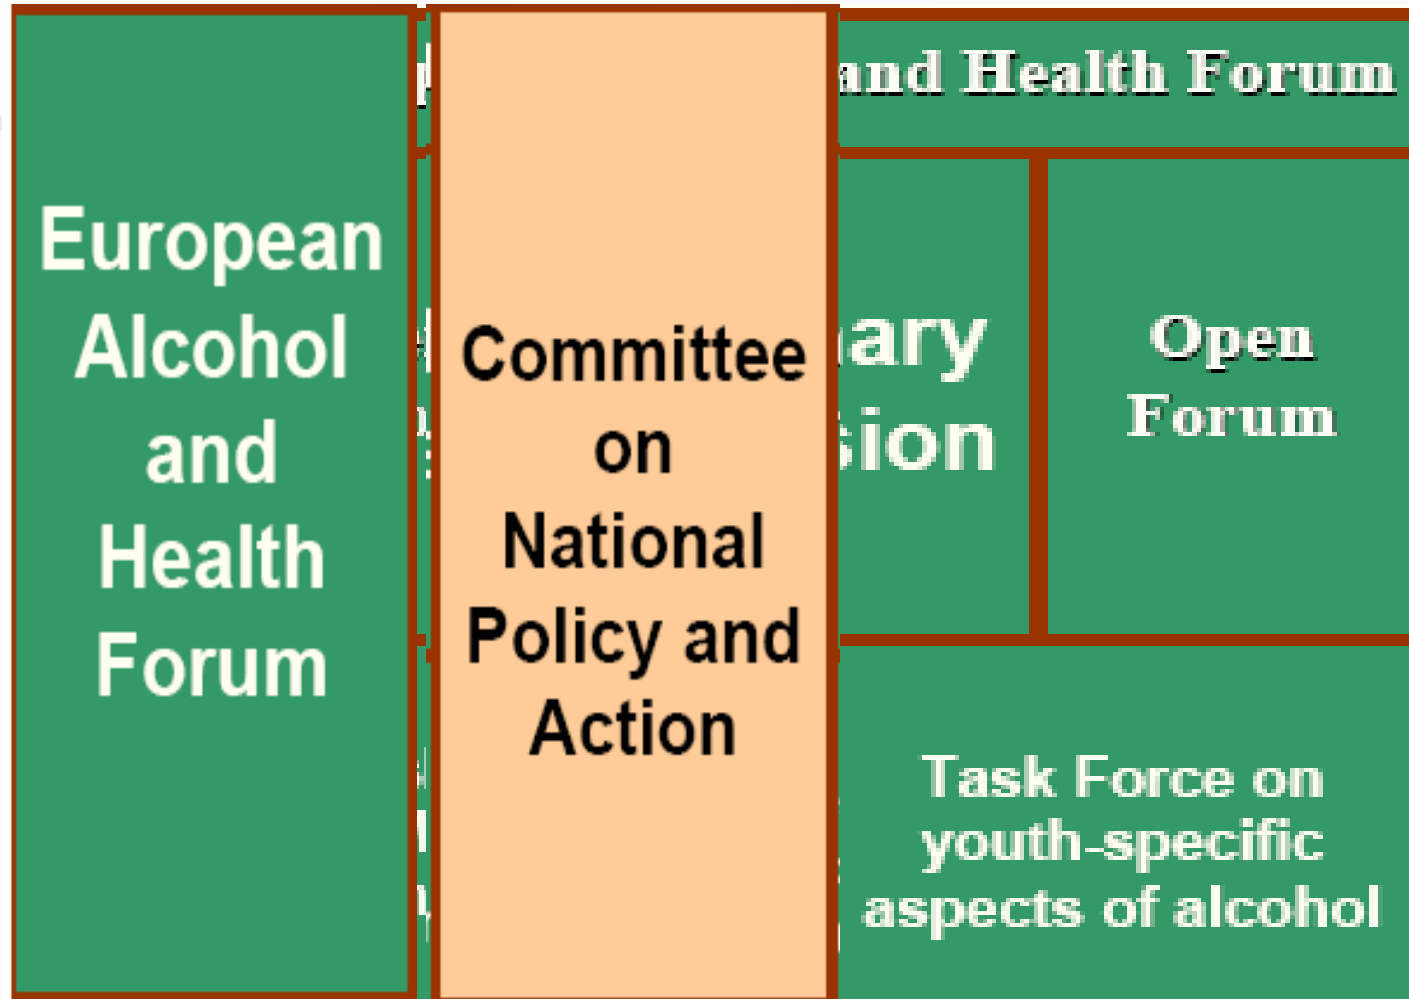 European
Alcohol
and
Health
Forum
Committee
on
National
Policy and
Action
and Health Forum
Open
Forum
Task Force on
youth-specific
aspects of alcohol